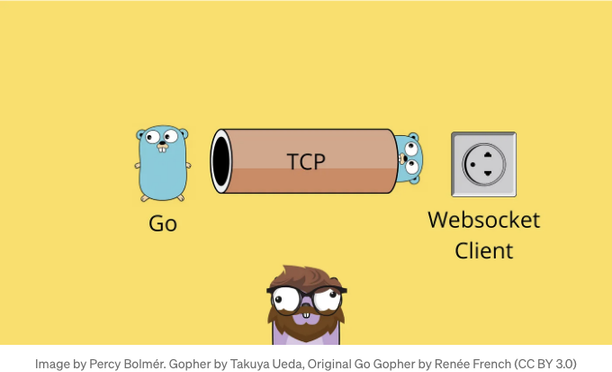 TCP
Go
Websocket
Client
Image by Percy Bolmér. Gopher by Takuya Ueda, Original Go Gopher by Renée French (CC BY 3.0)